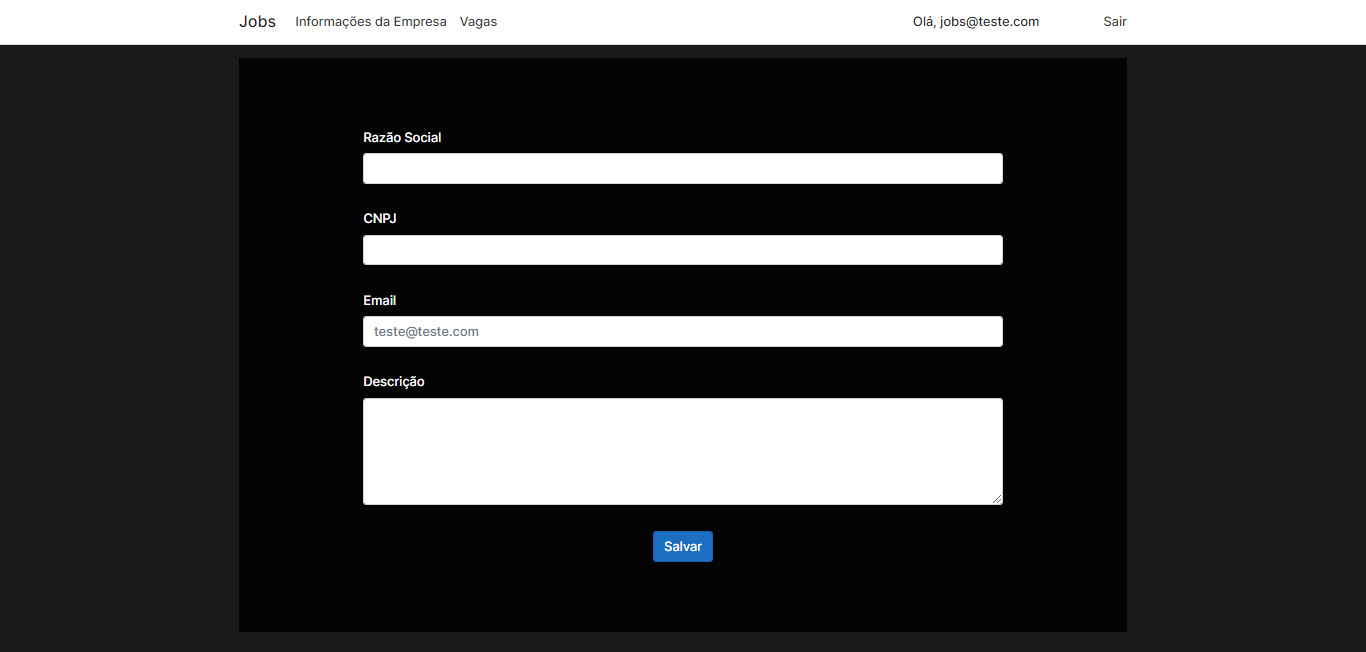 Jobs Informações da Empresa Vagas Olá, jobs@teste.com Sair
Razão Social
CNPJ
Email
teste@teste.com
Descrição
Salvar